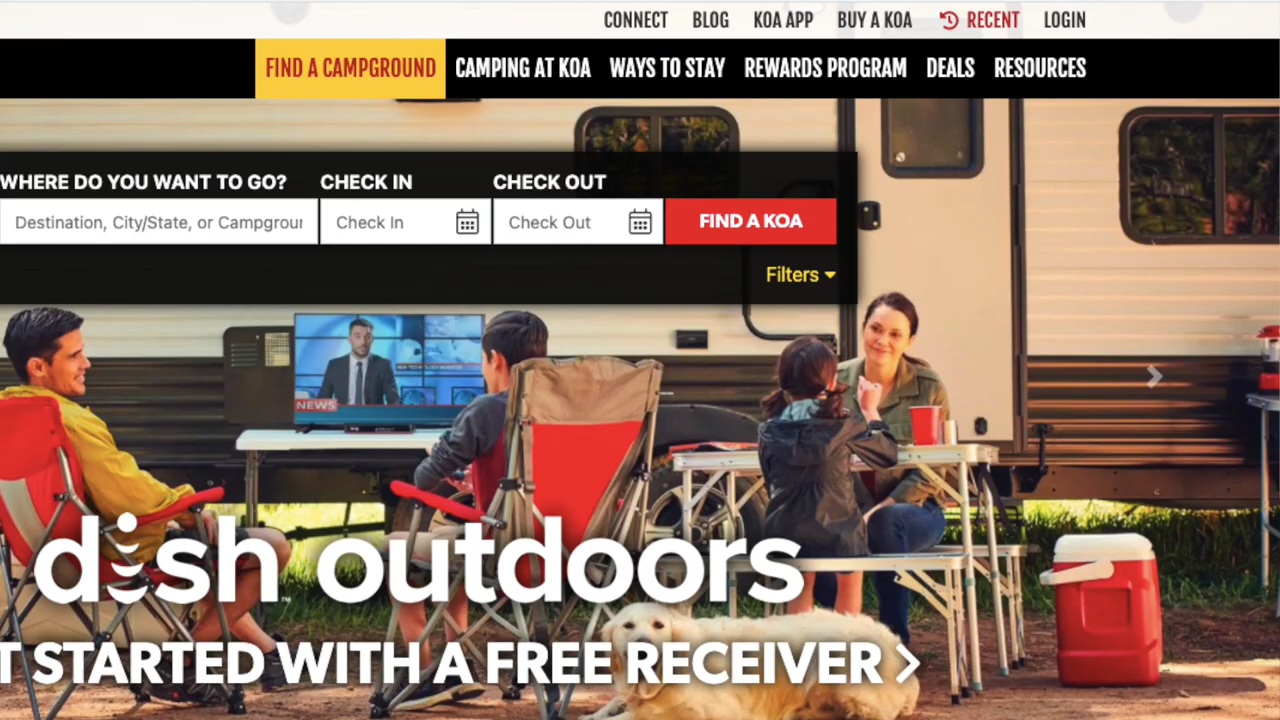 CONNECT BLOG KOA APP BUY A KOA RECENT LOGIN
FIND A CAMPGROUND CAMPING AT KOA WAYS TO STAY REWARDS PROGRAM DEALS RESOURCES
WHERE DO YOU WANT TO GO? CHECK IN CHECK OUT
Destination, City/State, or Campgrour Check In Check Out FIND A KOA
Filters
NEWS
dish outdoors™
T STARTED WITH A FREE RECEIVER >